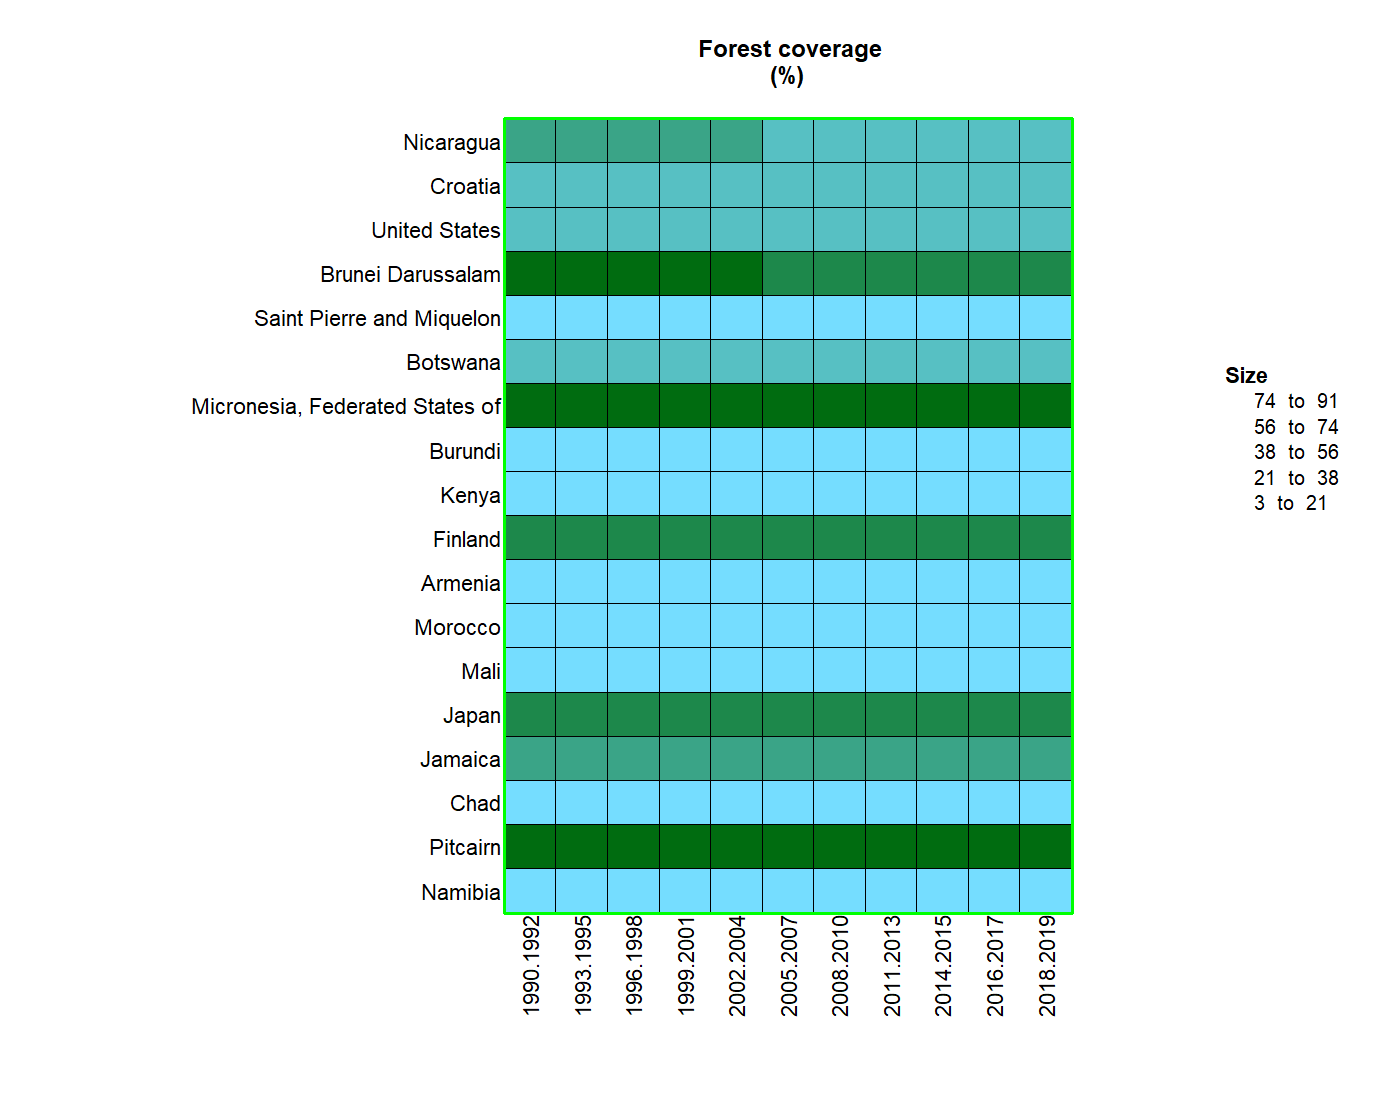 Forest coverage
(%)
Nicaragua
Croatia
United States
Brunei Darussalam
Saint Pierre and Miquelon
Botswana
Micronesia, Federated States of
Burundi
Kenya
Finland
Armenia
Morocco
Mali
Japan
Jamaica
Chad
Pitcairn
Namibia
1990.1992
1993.1995
1996.1998
1999.2001
2002.2004
2005.2007
2008.2010
2011.2013
2014.2015
2016.2017
2018.2019
Size
74 to 91
56 to 74
38 to 56
21 to 38
3 to 21